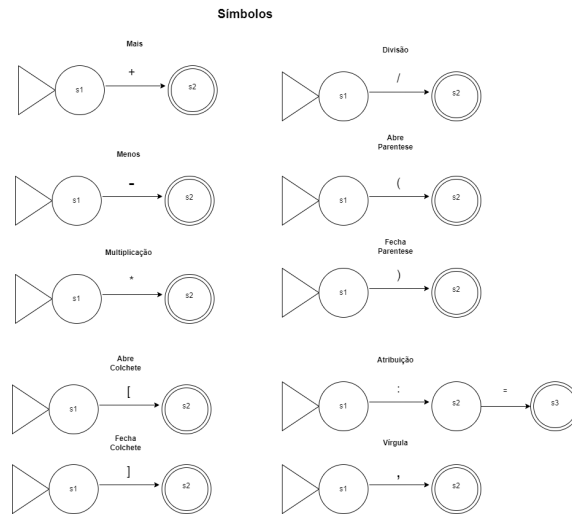 Símbolos
Mais
+
s1
s2
Menos
-
s1
s2
Multiplicação
*
s1
s2
Abre
Colchete
[
s1
s2
Fecha
Colchete
]
s1
s2
Divisão
/
s1
s2
Abre
Parentese
(
s1
s2
Fecha
Parentese
)
s1
s2
Atribuição
:
=
s1
s2
s3
Vírgula
,
s1
s2